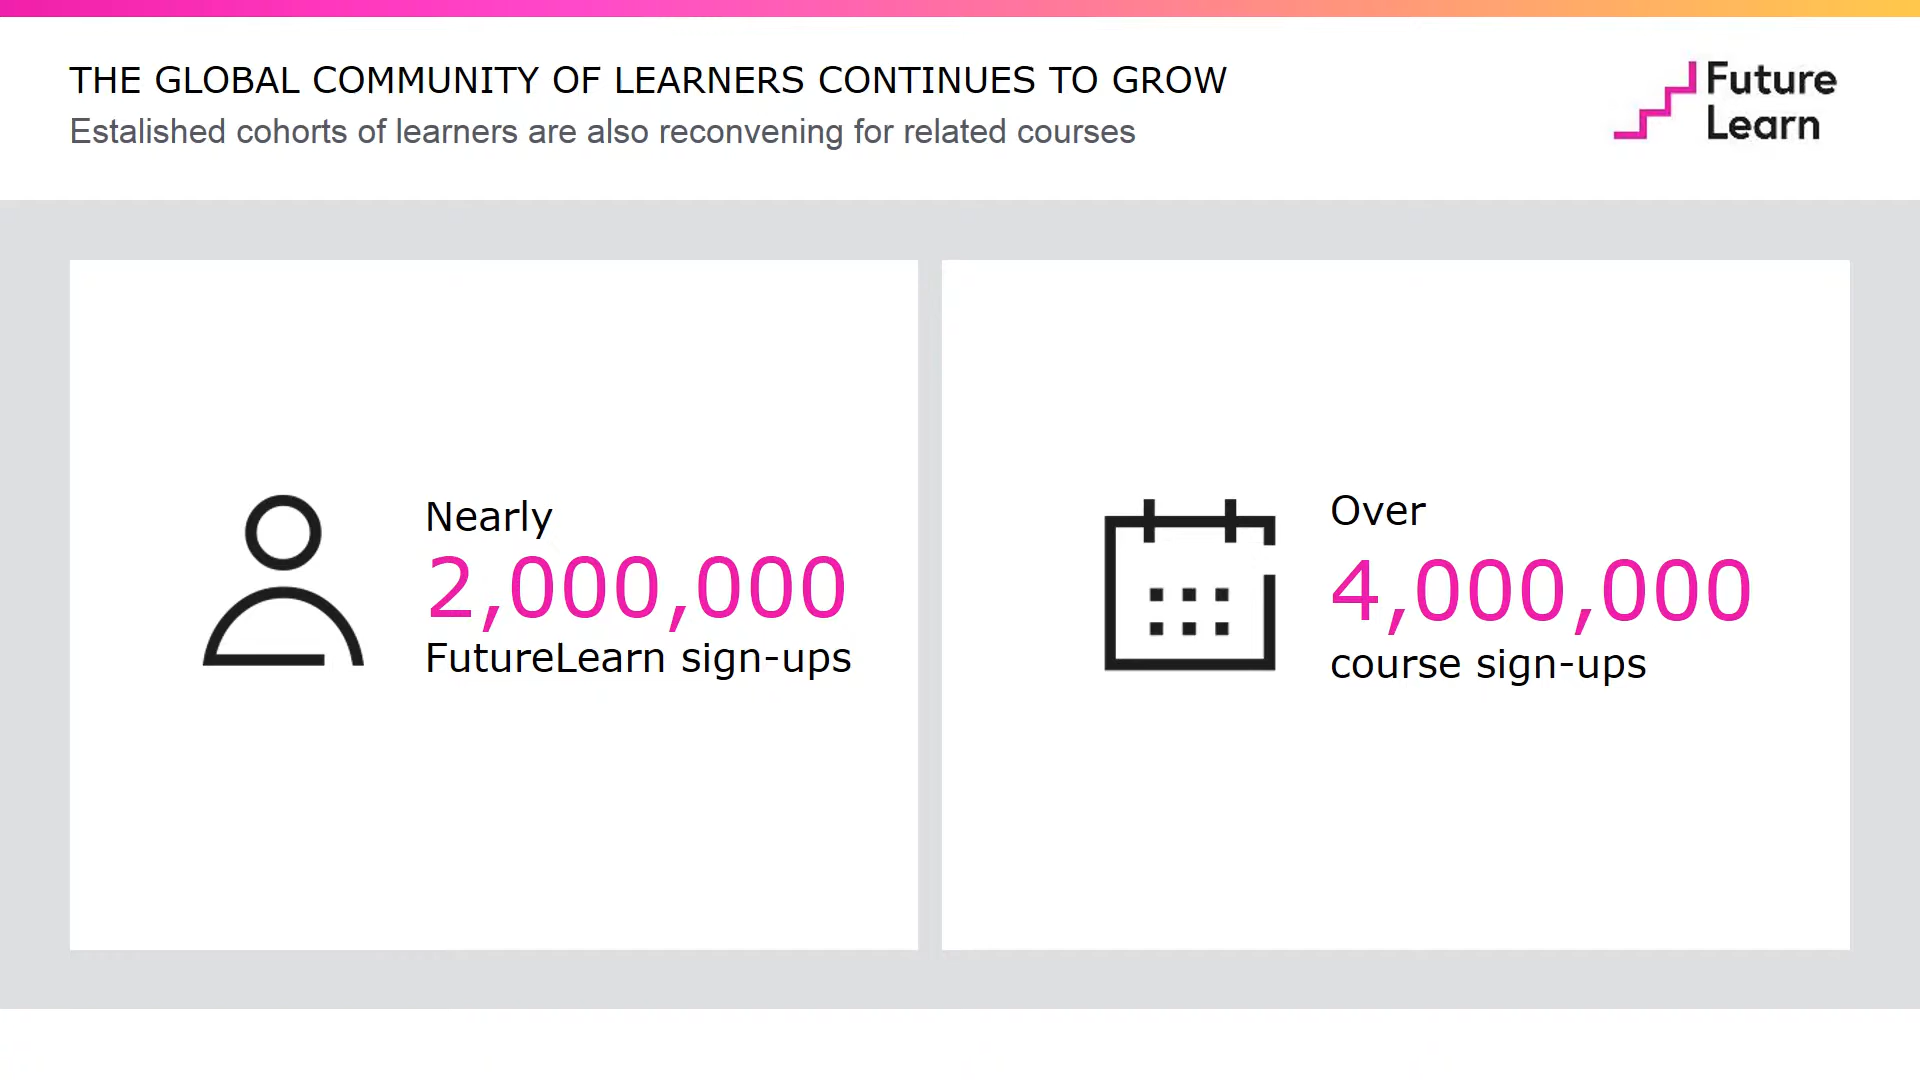 THE GLOBAL COMMUNITY OF LEARNERS CONTINUES TO GROW
Estalished cohorts of learners are also reconvening for related courses
Future
Learn
Nearly
2,000,000
FutureLearn sign-ups
Over
4,000,000
course sign-ups